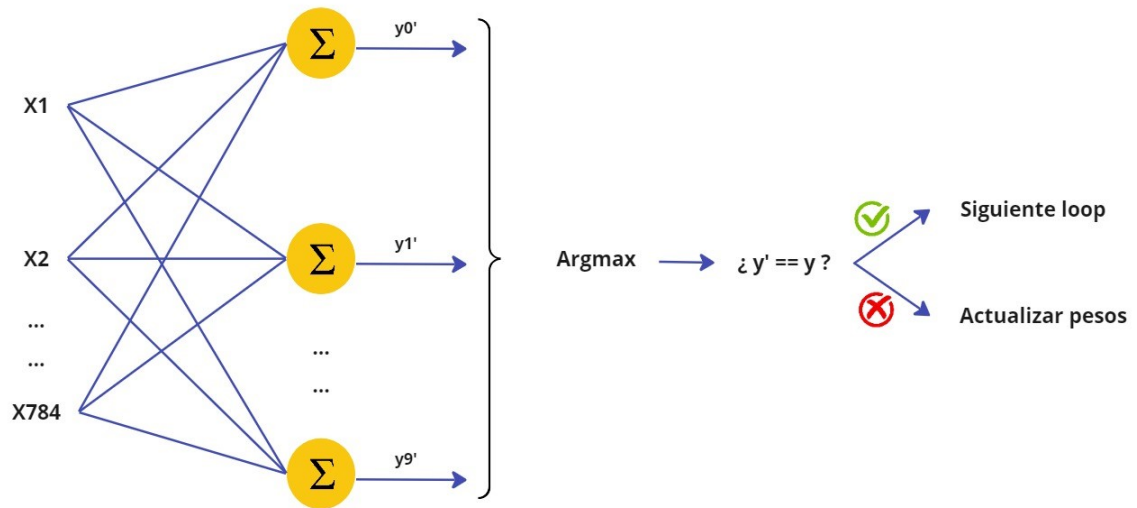 X1
X2
...
...
X784
Σ
y0'
Σ
y1'
...
...
Σ
y9'
Argmax
¿ y' == y ?
Siguiente loop
Actualizar pesos